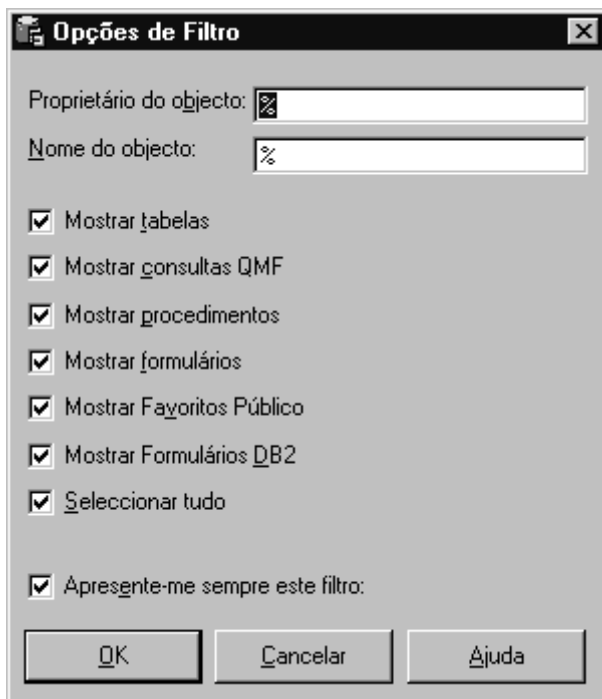 Opções de Filtro
Proprietário do objecto: %
Nome do objecto: %
Mostrar tabelas
Mostrar consultas QMF
Mostrar procedimentos
Mostrar formulários
Mostrar Favoritos Público
Mostrar Formulários DB2
Seleccionar tudo
Apresente-me sempre este filtro:
OK Cancelar Ajuda